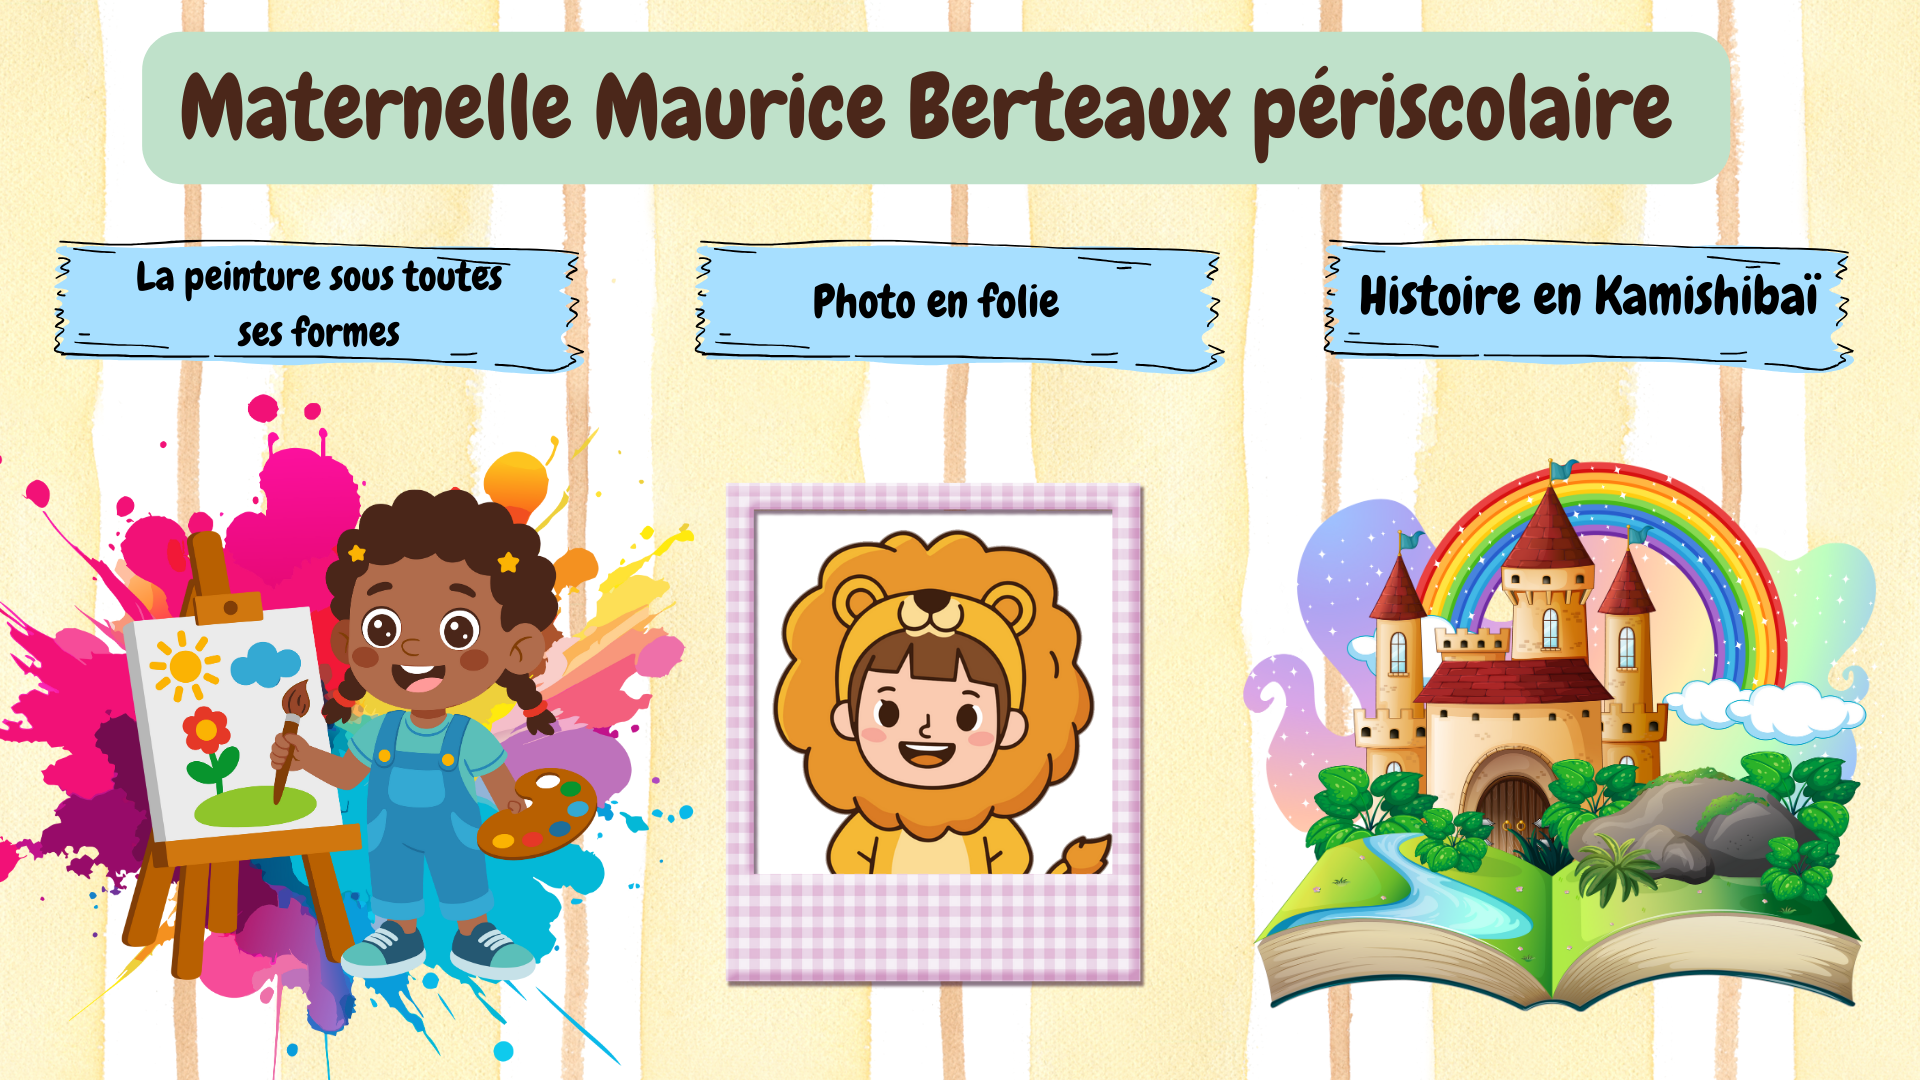 Maternelle Maurice Berteaux périscolaire
La peinture sous toutes
ses formes
Photo en folie
Histoire en Kamishibaï